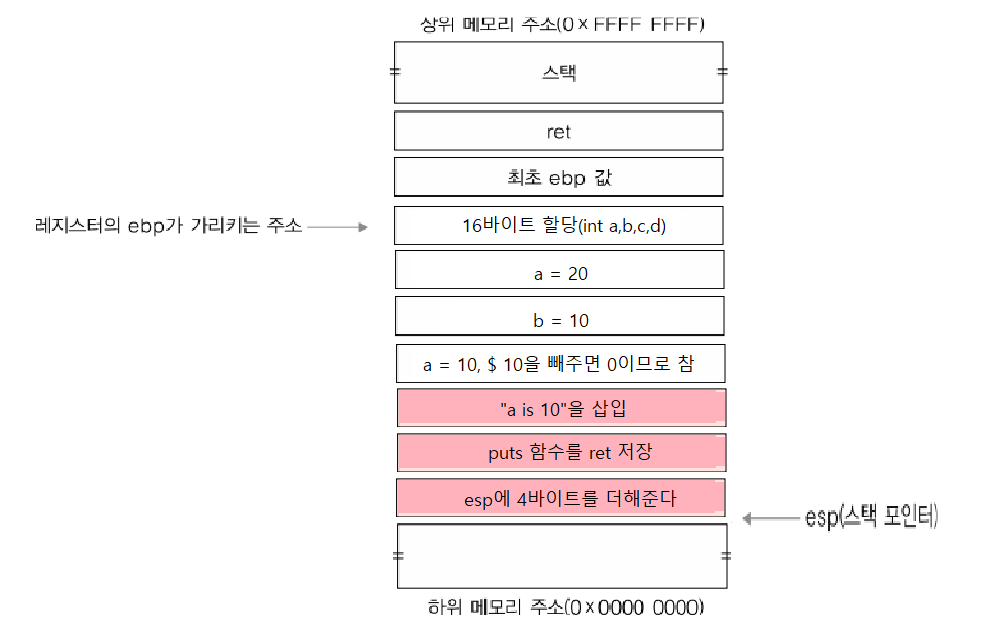 상위 메모리 주소(0×FFFF FFFF)
스택
ret
최초 ebp 값
레지스터의 ebp가 가리키는 주소
16바이트 할당(int a,b,c,d)
a = 20
b = 10
a = 10, $ 10을 빼주면 0이므로 참
"a is 10"을 삽입
puts 함수를 ret 저장
esp에 4바이트를 더해준다
esp(스택 포인터)
하위 메모리 주소(0×0000 0000)